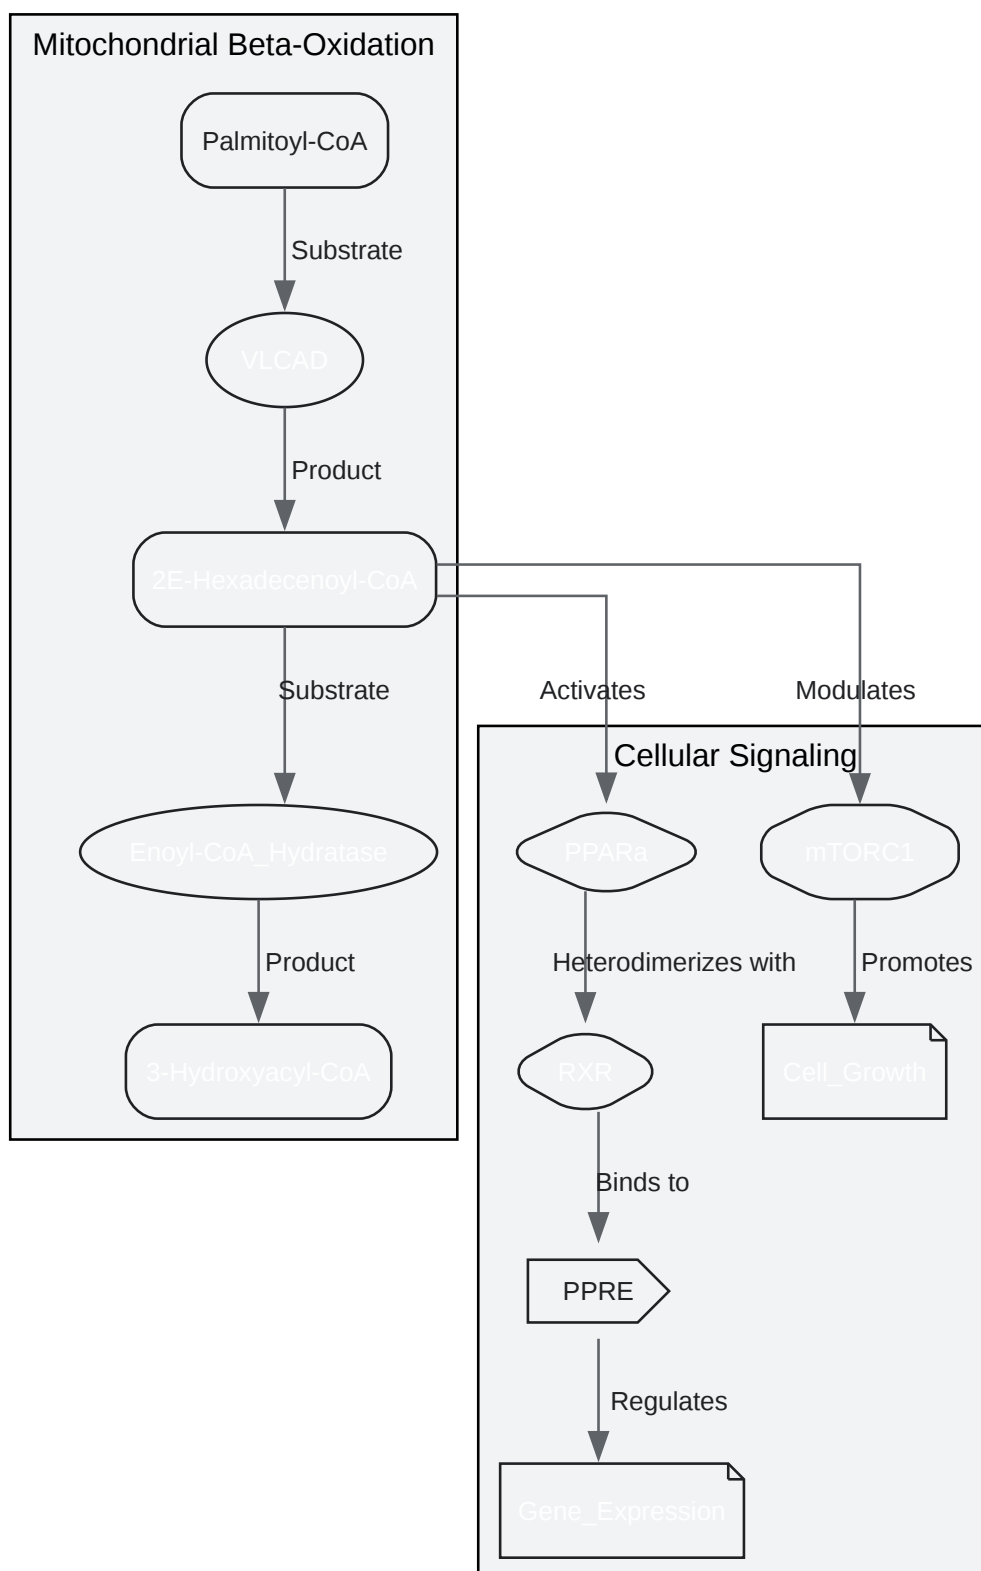 Mitochondrial Beta-Oxidation
Palmitoyl-CoA
Substrate
VLCAD
Product
2E-Hexadecenoyl-CoA
Substrate
Enoyl-CoA_Hydratase
Product
3-Hydroxyacyl-CoA
Activates
Modulates
Cellular Signaling
PPARa
mTORC1
Heterodimerizes with
Promotes
RXR
Cell_Growth
Binds to
PPRE
Regulates
Gene_Expression